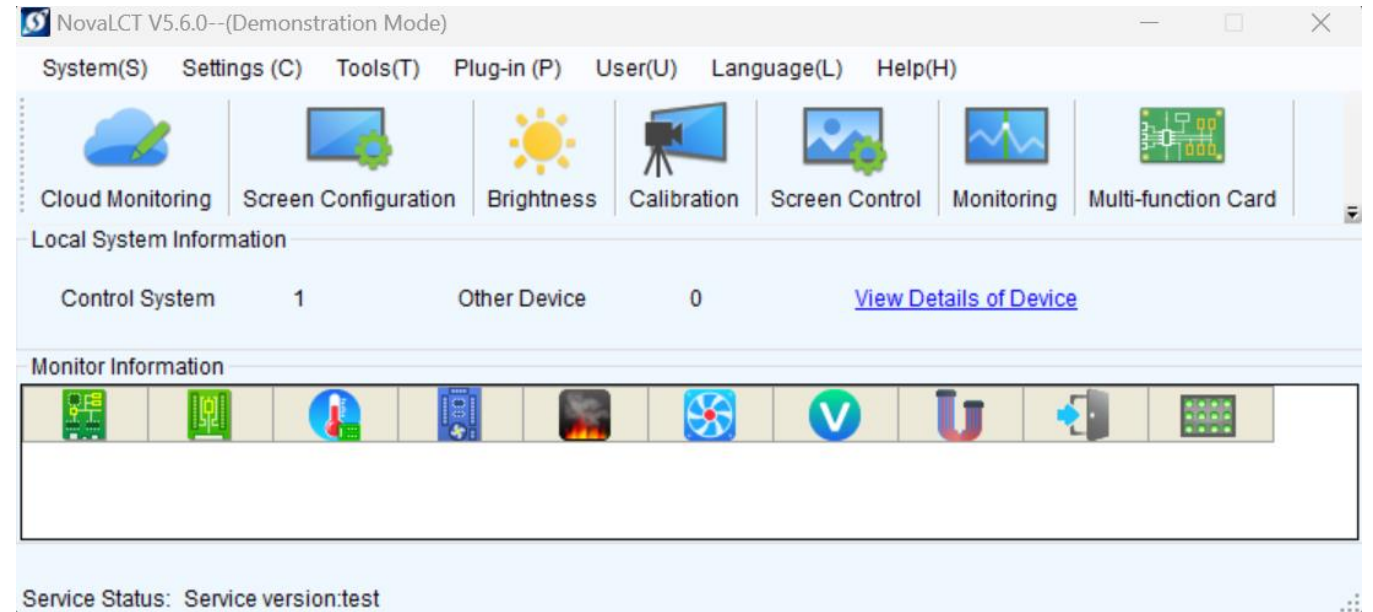 NovaLCT V5.6.0--(Demonstration Mode)
System(S) Settings (C) Tools(T) Plug-in (P) User(U) Language(L) Help(H)
Cloud Monitoring Screen Configuration Brightness Calibration Screen Control Monitoring Multi-function Card
Local System Information
Control System 1 Other Device 0 View Details of Device
Monitor Information
V
Service Status: Service version:test